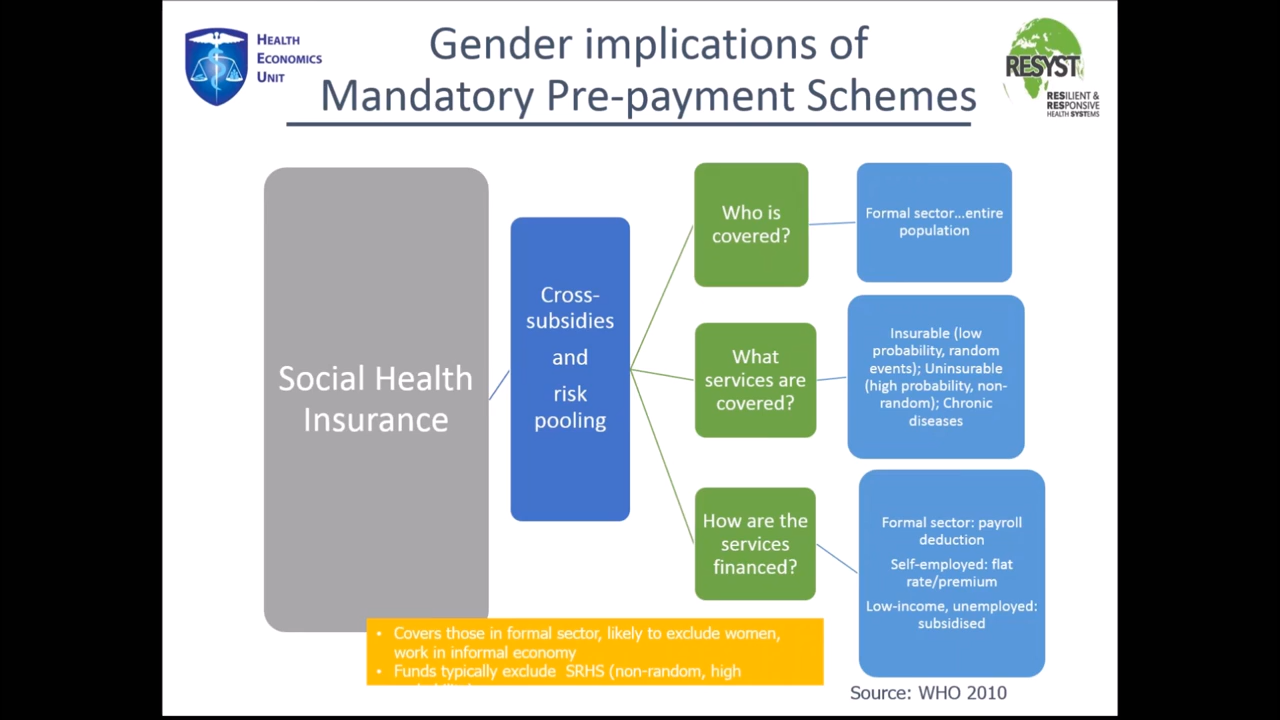 HEALTH
ECONOMICS
UNIT
Gender implications of
Mandatory Pre-payment Schemes
RESYST
RESILIENT &
RESPONSIVE
HEALTH SYSTEMS
Social Health
Insurance
Cross-
subsidies
and
risk
pooling
Who is
covered?
Formal sector...entire
population
What
services are
covered?
Insurable (low
probability, random
events); Uninsurable
(high probability, non-
random); Chronic
diseases
How are the
services
financed?
Formal sector: payroll
deduction
Self-employed: flat
rate/premium
Low-income, unemployed:
subsidised
• Covers those in formal sector, likely to exclude women,
work in informal economy
• Funds typically exclude SRHS (non-random, high
Source: WHO 2010